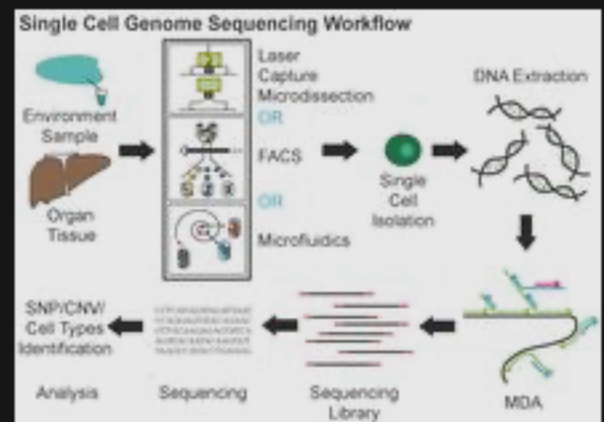 Single Cell Genome Sequencing Workflow
Environment
Sample
Organ
Tissue
Laser
Capture
Microdissection
OR
FACS
OR
Microfluidics
Single
Cell
Isolation
DNA Extraction
MDA
Sequencing
Library
Sequencing
SNP/CNV/
Cell Types
Identification
Analysis